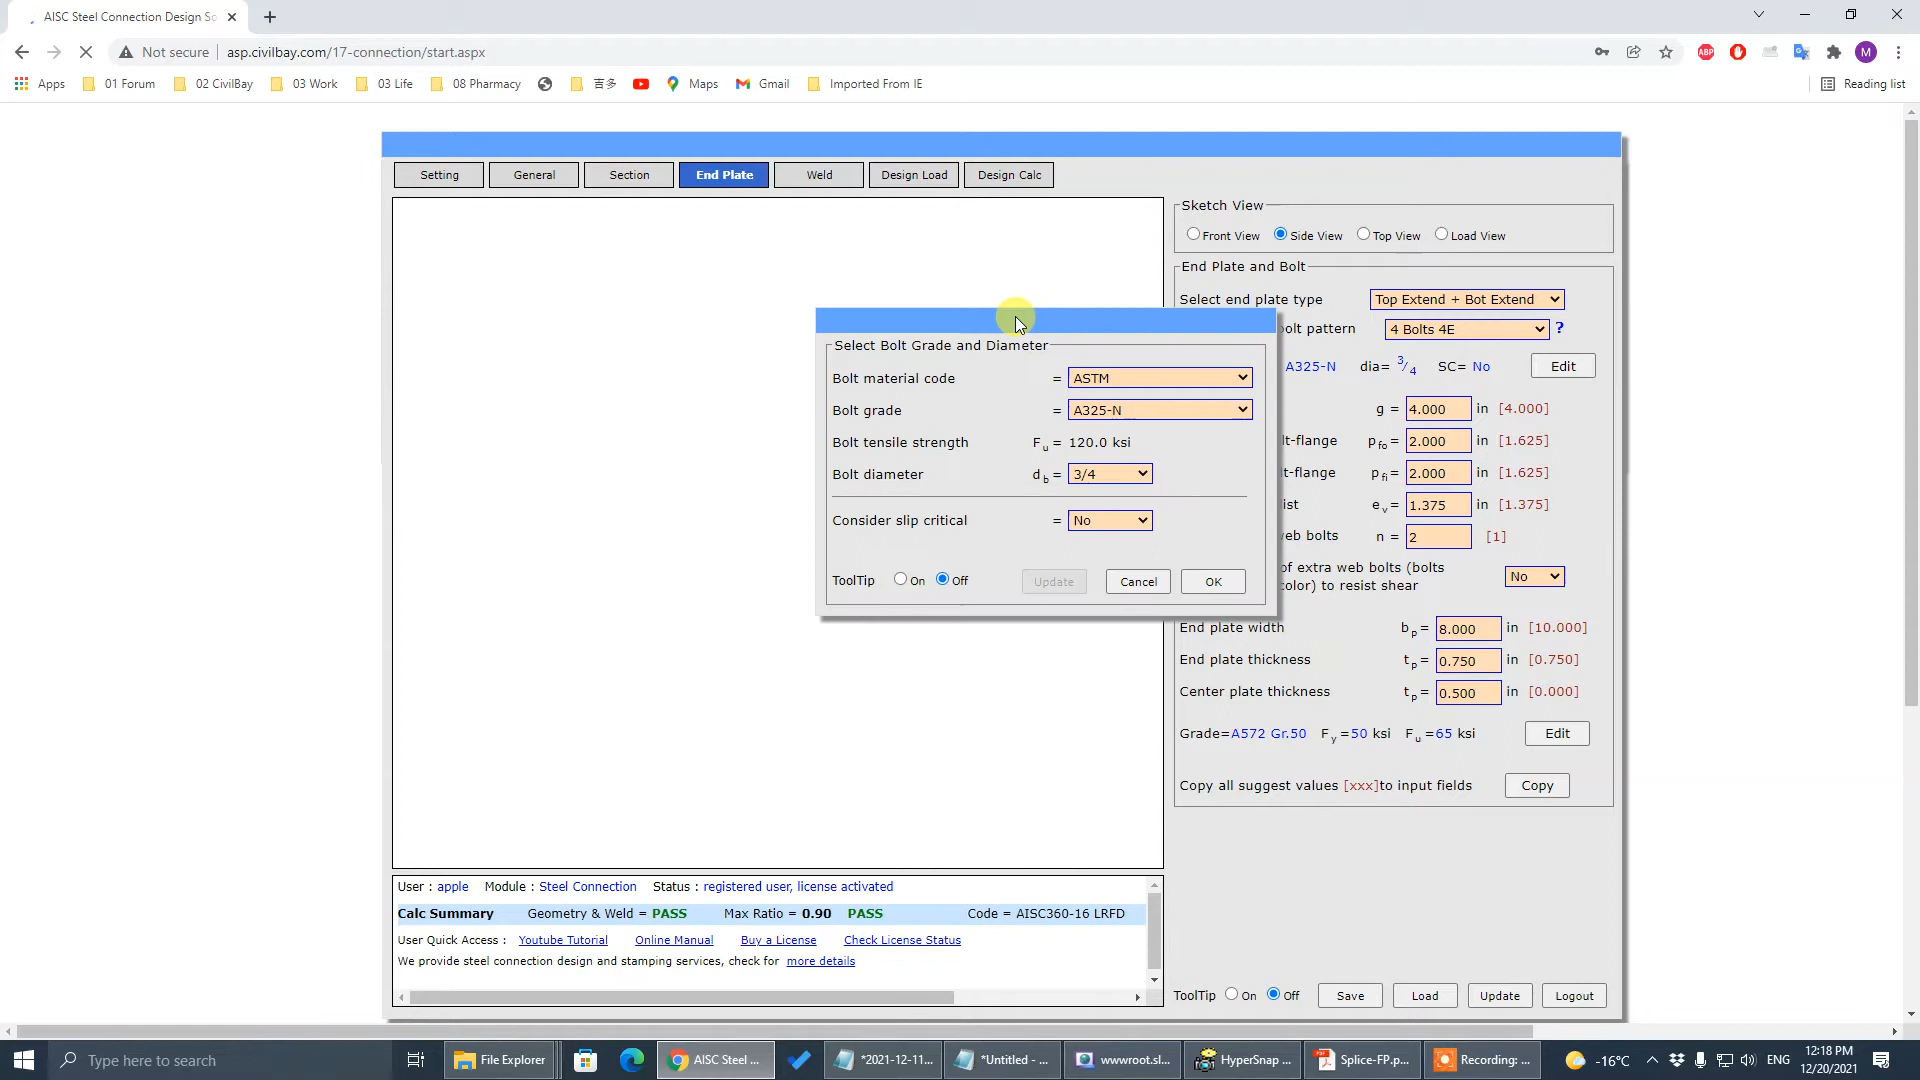 AISC Steel Connection Design So
Not secure asp.civilbay.com/17-connection/start.aspx
ABP M
Apps 01 Forum 02 CivilBay 03 Work 03 Life 08 Pharmacy 吉多 Maps Gmail Imported From IE Reading list
Setting General Section End Plate Weld Design Load Design Calc
Sketch View
Front View Side View Top View Load View
End Plate and Bolt
Select end plate type Top Extend + Bot Extend
olt pattern 4 Bolts 4E ?
A325-N dia= 3/4 SC= No Edit
g = 4.000 in [4.000]
lt-flange pfo= 2.000 in [1.625]
lt-flange pfi= 2.000 in [1.625]
ist ev= 1.375 in [1.375]
eb bolts n = 2 [1]
of extra web bolts (bolts
color) to resist shear No
End plate width bp= 8.000 in [10.000]
End plate thickness tp= 0.750 in [0.750]
Center plate thickness tp= 0.500 in [0.000]
Grade=A572 Gr.50 Fy=50 ksi Fu=65 ksi Edit
Copy all suggest values [xxx]to input fields Copy
Select Bolt Grade and Diameter
Bolt material code = ASTM
Bolt grade = A325-N
Bolt tensile strength Fu= 120.0 ksi
Bolt diameter db= 3/4
Consider slip critical = No
ToolTip On Off Update Cancel OK
User : apple Module : Steel Connection Status : registered user, license activated
Calc Summary Geometry & Weld = PASS Max Ratio = 0.90 PASS Code = AISC360-16 LRFD
User Quick Access : Youtube Tutorial Online Manual Buy a License Check License Status
We provide steel connection design and stamping services, check for more details
ToolTip On Off Save Load Update Logout
Type here to search File Explorer AISC Steel ... *2021-12-11... *Untitled - ... wwwroot.sl... HyperSnap ... Splice-FP.p... Recording: ... -16°C ENG 12:18 PM
12/20/2021